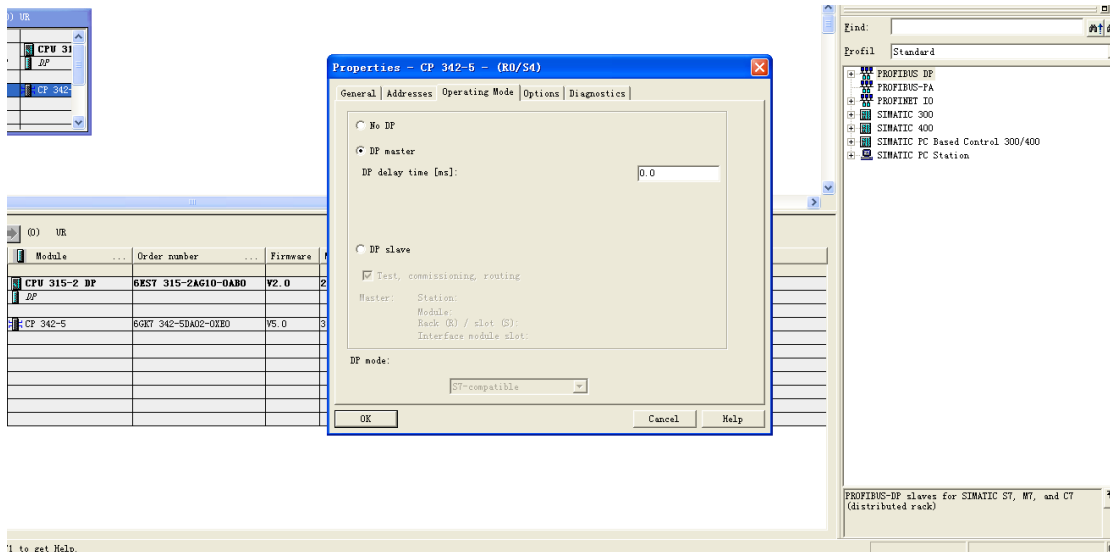 ) UR
CPU 31
DP
CP 342-
Find:
Profil Standard
PROFIBUS DP
PROFIBUS-PA
PROFINET IO
SIMATIC 300
SIMATIC 400
SIMATIC PC Based Control 300/400
SIMATIC PC Station
Properties - CP 342-5 - (R0/S4)
General Addresses Operating Mode Options Diagnostics
No DP
DP master
DP delay time [ms]: 0.0
DP slave
Test, commissioning, routing
Master: Station:
Module:
Rack (R) / slot (S):
Interface module slot:
DP mode:
S7-compatible
OK Cancel Help
(0) UR
Module ... Order number ... Firmware
CPU 315-2 DP 6ES7 315-2AG10-0AB0 V2.0 2
DP
CP 342-5 6GK7 342-5DA02-0XE0 V5.0 3
PROFIBUS-DP slaves for SIMATIC S7, M7, and C7
(distributed rack)
1 to get Help.